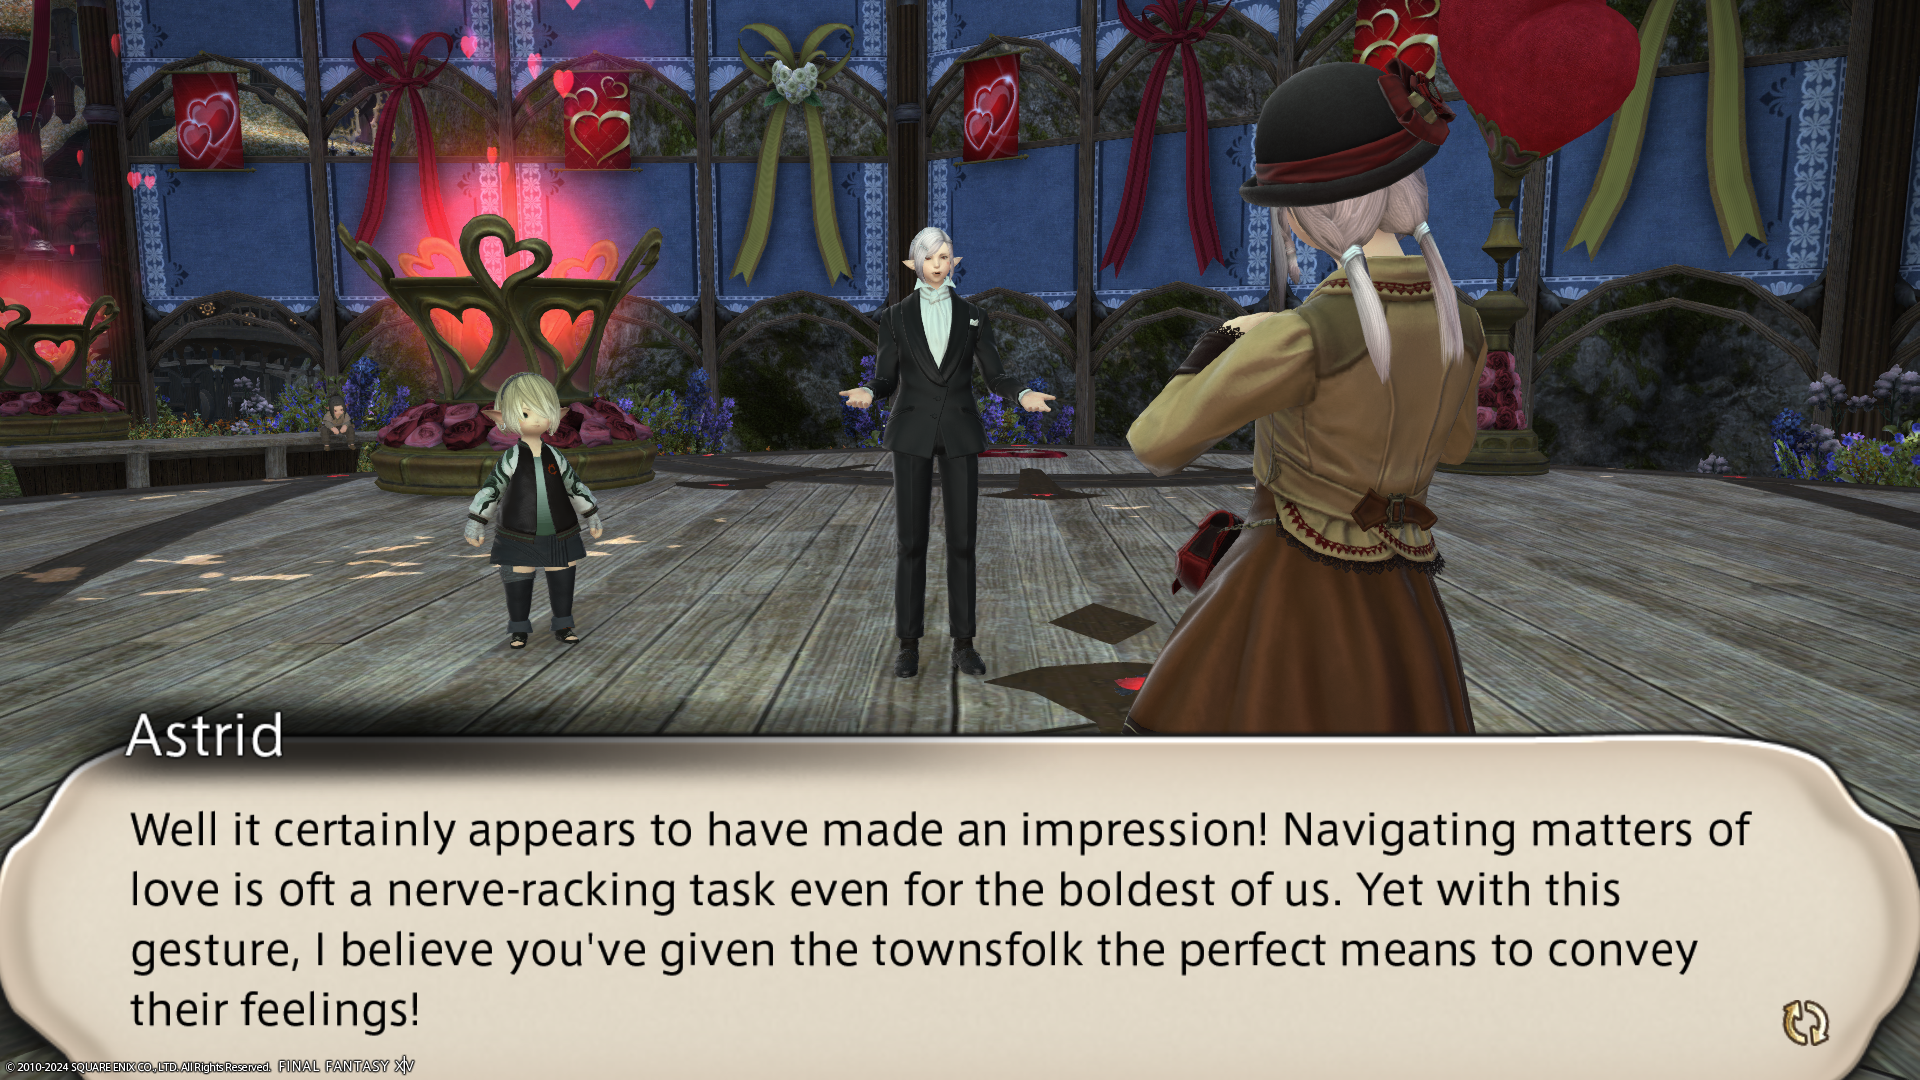 Astrid
Well it certainly appears to have made an impression! Navigating matters of
love is oft a nerve-racking task even for the boldest of us. Yet with this
gesture, I believe you've given the townsfolk the perfect means to convey
their feelings!
© 2010-2024 SQUARE ENIX CO., LTD. All Rights Reserved. FINAL FANTASY XIV